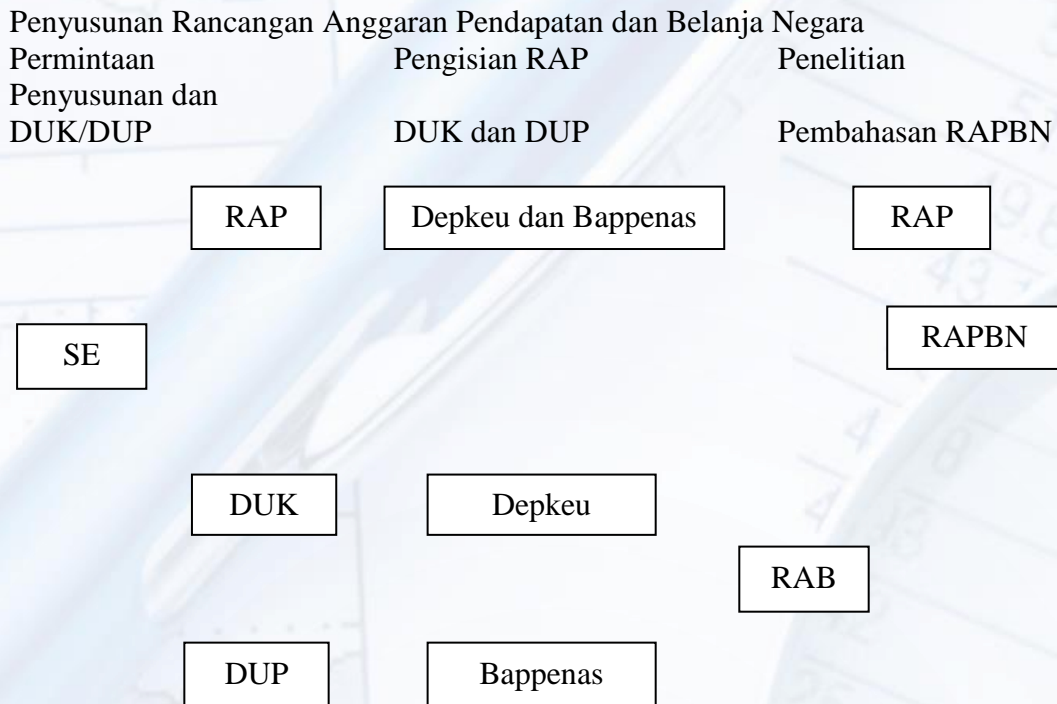 Penyusunan Rancangan Anggaran Pendapatan dan Belanja Negara
Permintaan Pengisian RAP Penelitian
Penyusunan dan
DUK/DUP DUK dan DUP Pembahasan RAPBN
RAP Depkeu dan Bappenas RAP
RAPBN
SE
DUK Depkeu
RAB
DUP Bappenas